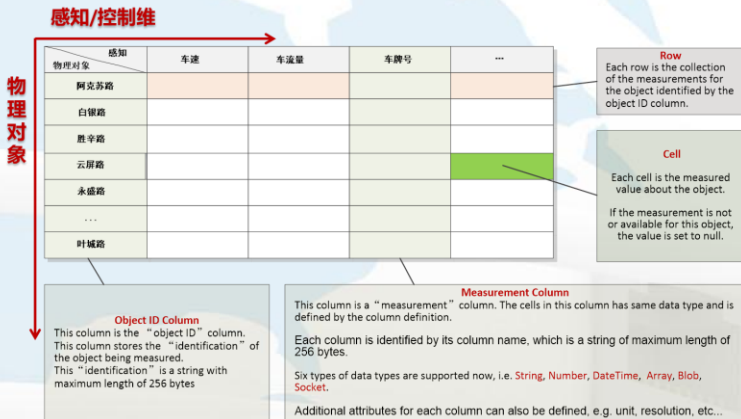 感知/控制维
物理对象
感知
物理对象
车速
车流量
车牌号
...
阿克苏路
白银路
胜辛路
云屏路
永盛路
...
叶城路
Row
Each row is the collection
of the measurements for
the object identified by the
object ID column.
Cell
Each cell is the measured
value about the object.
If the measurement is not
or available for this object,
the value is set to null.
Object ID Column
This column is the “object ID” column.
This column stores the “identification” of
the object being measured.
This “identification” is a string with
maximum length of 256 bytes
Measurement Column
This column is a “measurement” column. The cells in this column has same data type and is
defined by the column definition.
Each column is identified by its column name, which is a string of maximum length of
256 bytes.
Six types of data types are supported now, i.e. String, Number, DateTime, Array, Blob,
Socket.
Additional attributes for each column can also be defined, e.g. unit, resolution, etc...